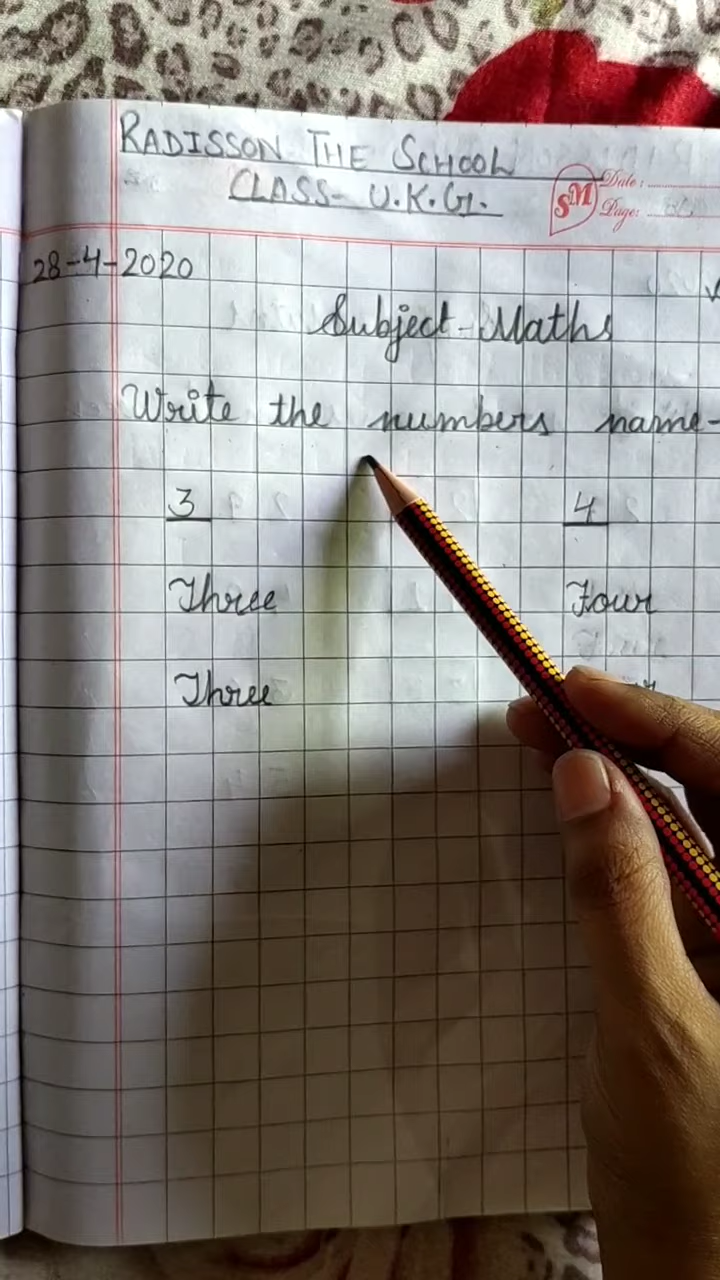 RADISSON THE SCHOOL
CLASS- U.K.G.
SM
Date:
Page:
28-4-2020
Subject-Maths
Write the numbers name-
3 4
Three Four
Three